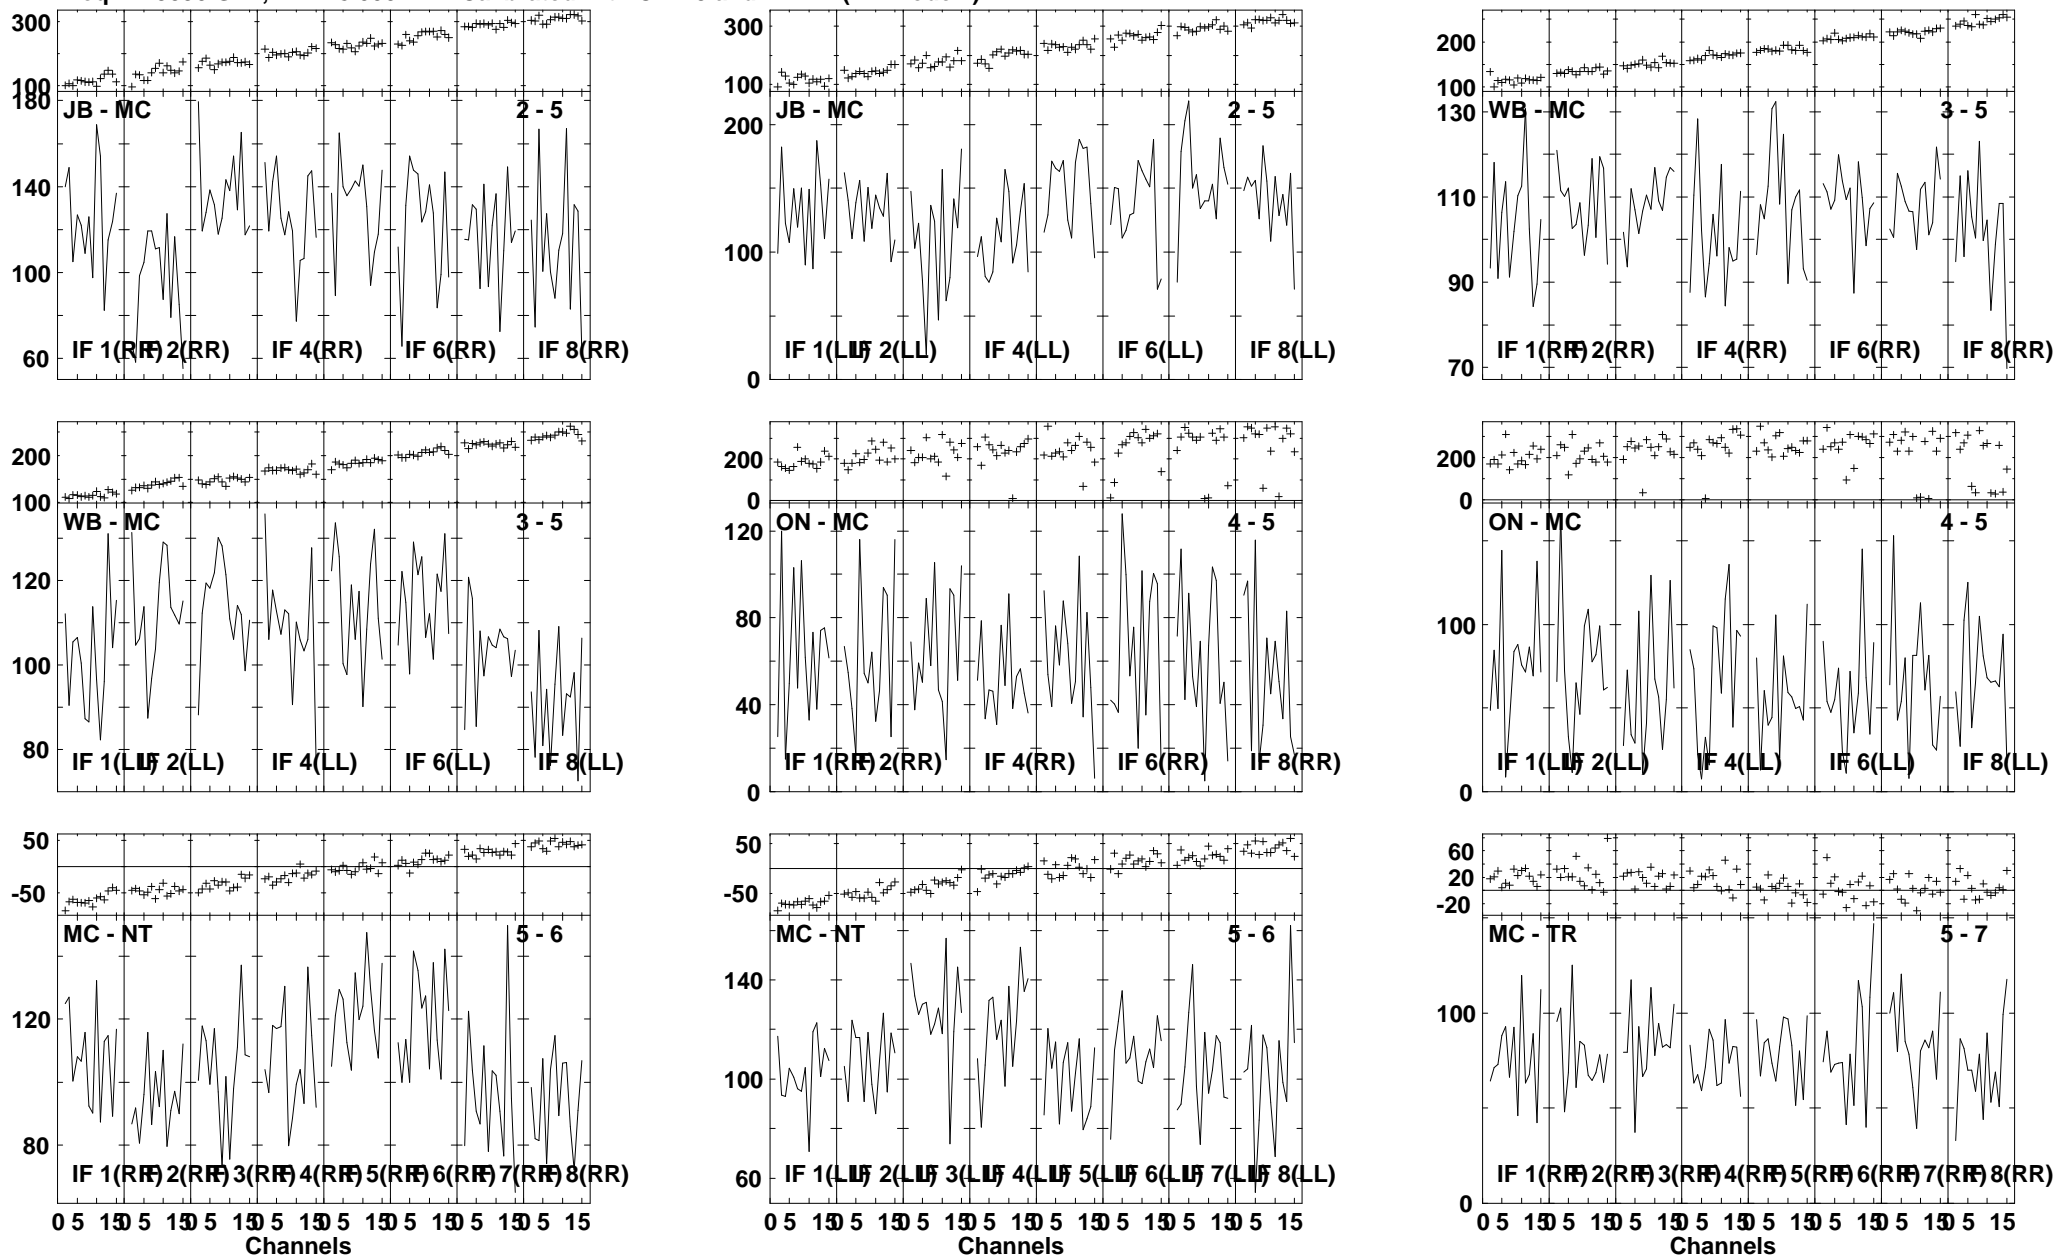 300
100
180
JB - MC 2 - 5
140
100
60
IF 1(RR) IF 2(RR) IF 4(RR) IF 6(RR) IF 8(RR)
300
200
100
JB - MC 2 - 5
200
100
0
IF 1(LL) IF 2(LL) IF 4(LL) IF 6(LL) IF 8(LL)
200
100
130
WB - MC 3 - 5
110
90
70
IF 1(RR) IF 2(RR) IF 4(RR) IF 6(RR) IF 8(RR)
200
100
WB - MC 3 - 5
120
100
80
IF 1(LL) IF 2(LL) IF 4(LL) IF 6(LL) IF 8(LL)
200
0
120
ON - MC 4 - 5
80
40
0
IF 1(RR) IF 2(RR) IF 4(RR) IF 6(RR) IF 8(RR)
200
0
ON - MC 4 - 5
100
0
IF 1(LL) IF 2(LL) IF 4(LL) IF 6(LL) IF 8(LL)
50
-50
MC - NT 5 - 6
120
80
IF 1(RR) IF 2(RR) IF 3(RR) IF 4(RR) IF 5(RR) IF 6(RR) IF 7(RR) IF 8(RR)
0 5 15 0 5 15 0 5 15 0 5 15 0 5 15 0 5 15 0 5 15 0 5 15
Channels
50
-50
MC - NT 5 - 6
140
100
60
IF 1(LL) IF 2(LL) IF 3(LL) IF 4(LL) IF 5(LL) IF 6(LL) IF 7(LL) IF 8(LL)
0 5 15 0 5 15 0 5 15 0 5 15 0 5 15 0 5 15 0 5 15 0 5 15
Channels
60
20
-20
MC - TR 5 - 7
100
0
IF 1(RR) IF 2(RR) IF 3(RR) IF 4(RR) IF 5(RR) IF 6(RR) IF 7(RR) IF 8(RR)
0 5 15 0 5 15 0 5 15 0 5 15 0 5 15 0 5 15 0 5 15 0 5 15
Channels